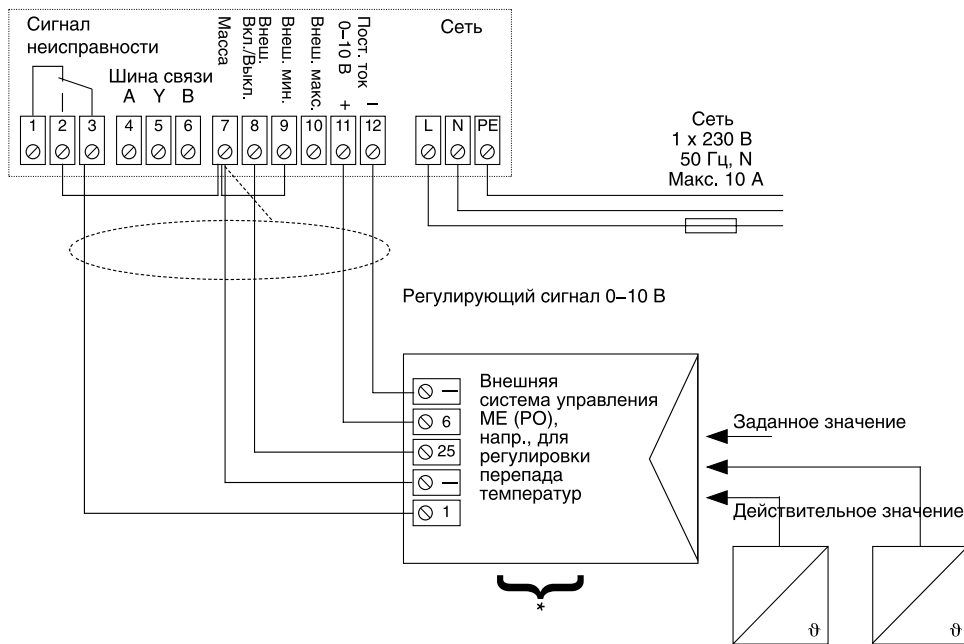 Сигнал
неисправности
Шина связи
A Y B
Масса
Внеш.
Вкл./Выкл.
Внеш. мин.
Внеш. макс.
0–10 В
+
Пост. ток
–
Сеть
1 2 3 4 5 6 7 8 9 10 11 12 L N PE
Сеть
1 x 230 В
50 Гц, N
Макс. 10 А
Регулирующий сигнал 0–10 В
—
6
25
—
1
Внешняя
система управления
ME (PO),
напр., для
регулировки
перепада
температур
Заданное значение
Действительное значение
*
ϑ ϑ